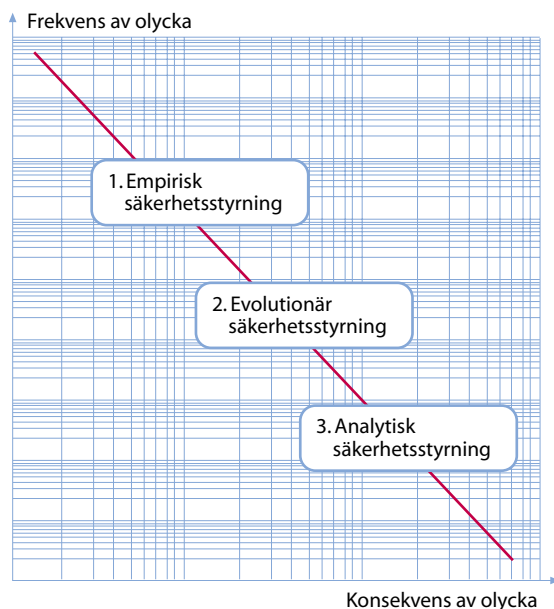 Frekvens av olycka
1. Empirisk
säkerhetsstyrning
2. Evolutionär
säkerhetsstyrning
3. Analytisk
säkerhetsstyrning
Konsekvens av olycka